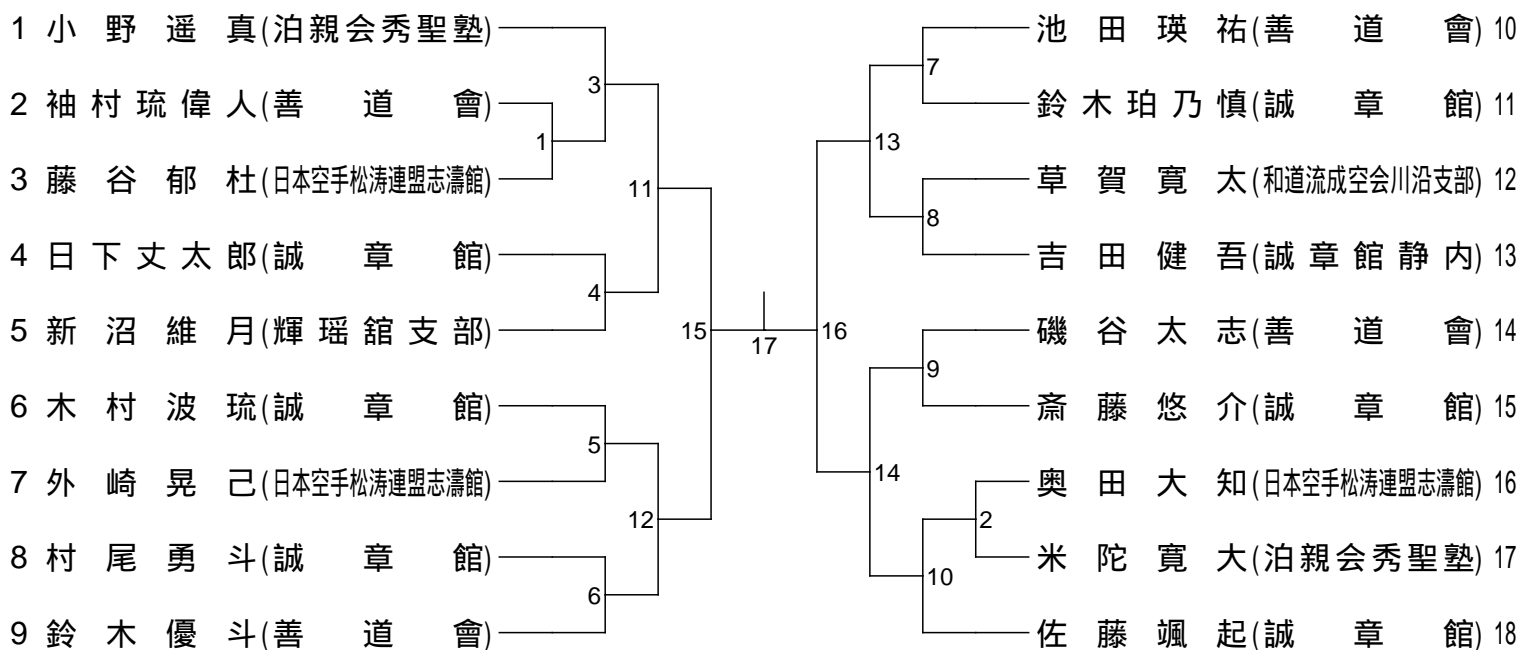 1 小野遥真(泊親会秀聖塾)
2 袖村琉偉人(善道會)
3 藤谷郁杜(日本空手松涛連盟志濤館)
4 日下丈太郎(誠章館)
5 新沼維月(輝瑶舘支部)
6 木村波琉(誠章館)
7 外崎晃己(日本空手松涛連盟志濤館)
8 村尾勇斗(誠章館)
9 鈴木優斗(善道會)
3
1
11
4
15
5
12
6
17
16
7
13
8
9
14
2
10
池田瑛祐(善道會) 10
鈴木珀乃慎(誠章館) 11
草賀寛太(和道流成空会川沿支部) 12
吉田健吾(誠章館静内) 13
磯谷太志(善道會) 14
斎藤悠介(誠章館) 15
奥田大知(日本空手松涛連盟志濤館) 16
米陀寛大(泊親会秀聖塾) 17
佐藤颯起(誠章館) 18